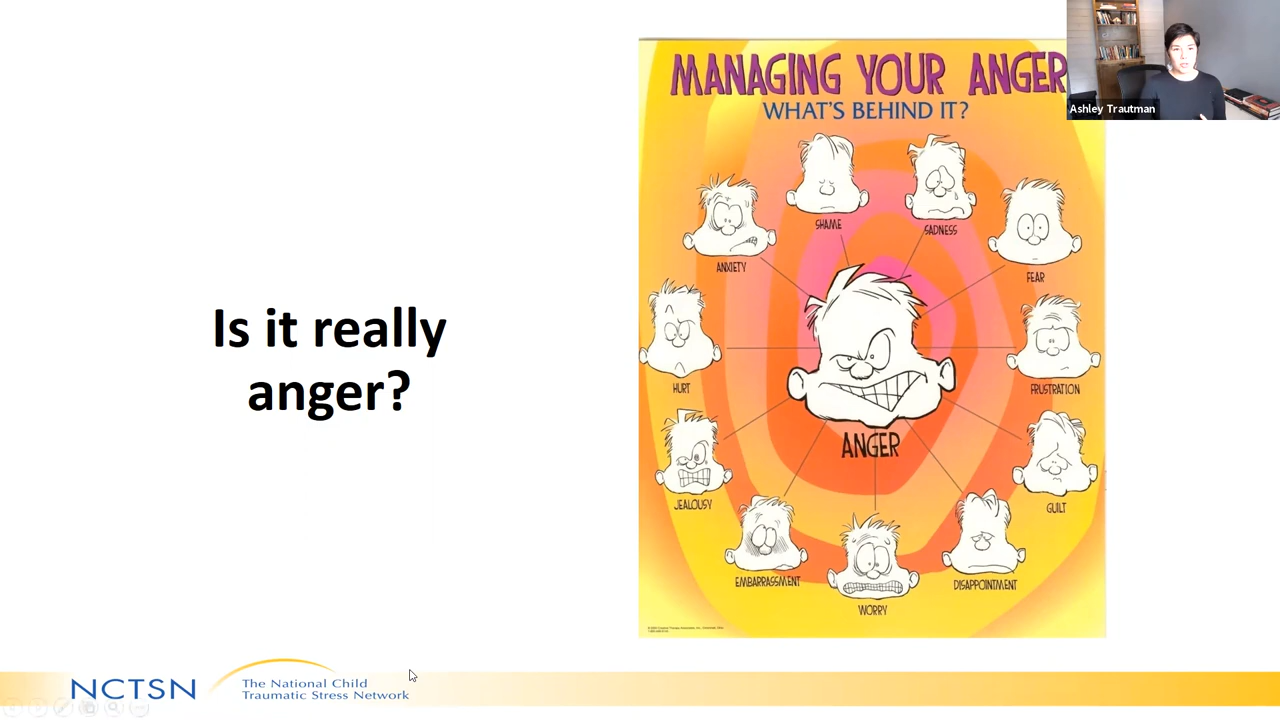 Is it really
anger?
MANAGING YOUR ANGER
WHAT'S BEHIND IT?
Ashley Trautman
SHAME
SADNESS
ANXIETY
FEAR
HURT
FRUSTRATION
ANGER
JEALOUSY
GUILT
EMBARRASSMENT
DISAPPOINTMENT
WORRY
NCTSN
The National Child
Traumatic Stress Network